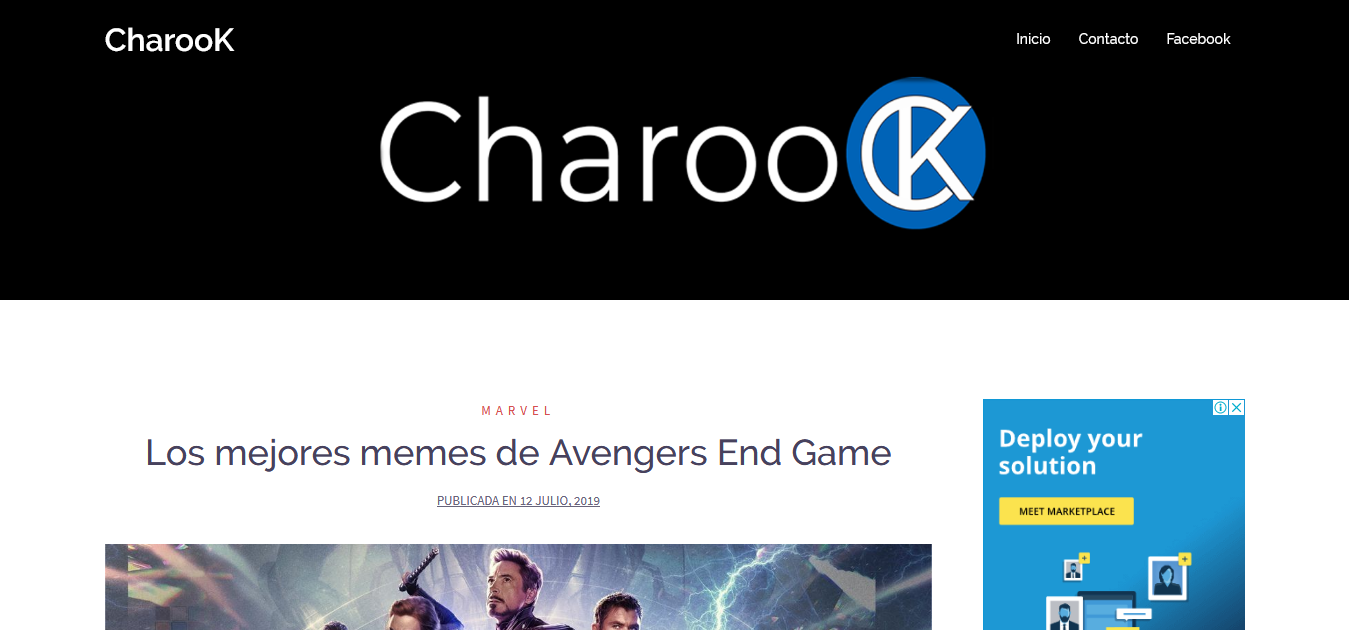 CharooK
Inicio Contacto Facebook
CharooK
MARVEL
Los mejores memes de Avengers End Game
PUBLICADA EN 12 JULIO, 2019
Deploy your
solution
MEET MARKETPLACE